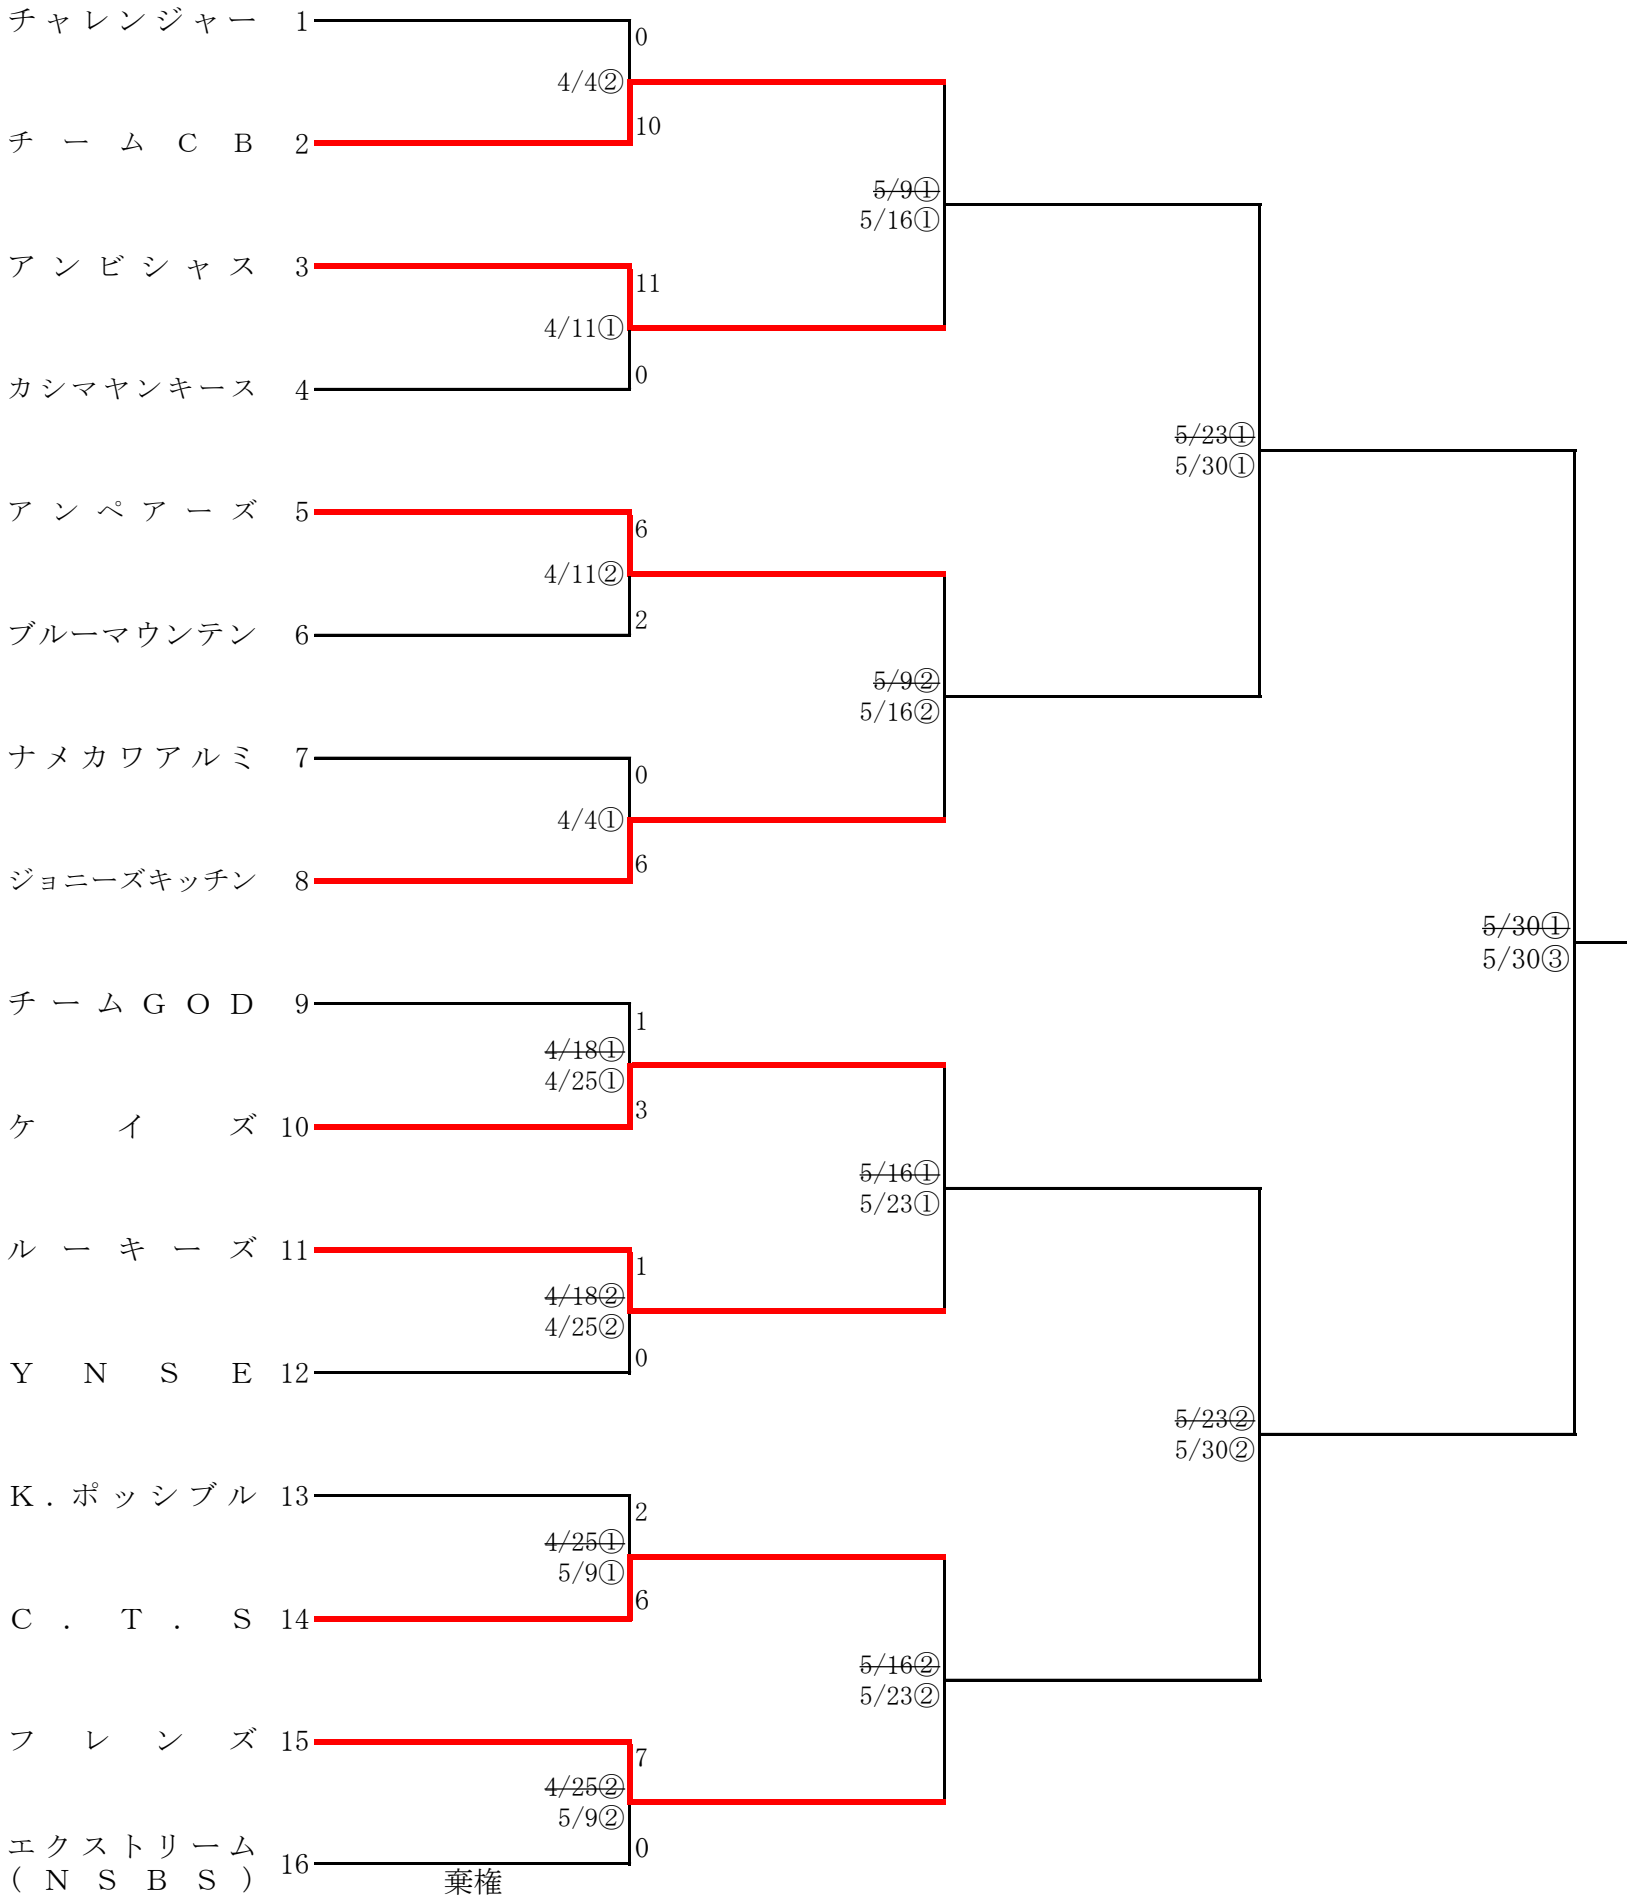 チャレンジャー 1
0
4/4②
10
チームCB 2
5/9①
5/16①
アンビシャス 3
11
4/11①
0
カシマヤンキース 4
5/23①
5/30①
アンペアーズ 5
6
4/11②
2
ブルーマウンテン 6
5/9②
5/16②
ナメカワアルミ 7
0
4/4①
6
ジョニーズキッチン 8
5/30①
5/30③
チームGOD 9
1
4/18①
4/25①
3
ケイズ 10
5/16①
5/23①
ルーキーズ 11
1
4/18②
4/25②
0
YNSE 12
5/23②
5/30②
K.ポッシブル 13
2
4/25①
5/9①
6
C.T.S 14
5/16②
5/23②
フレンズ 15
7
4/25②
5/9②
0
エクストリーム
(NSBS) 16
棄権